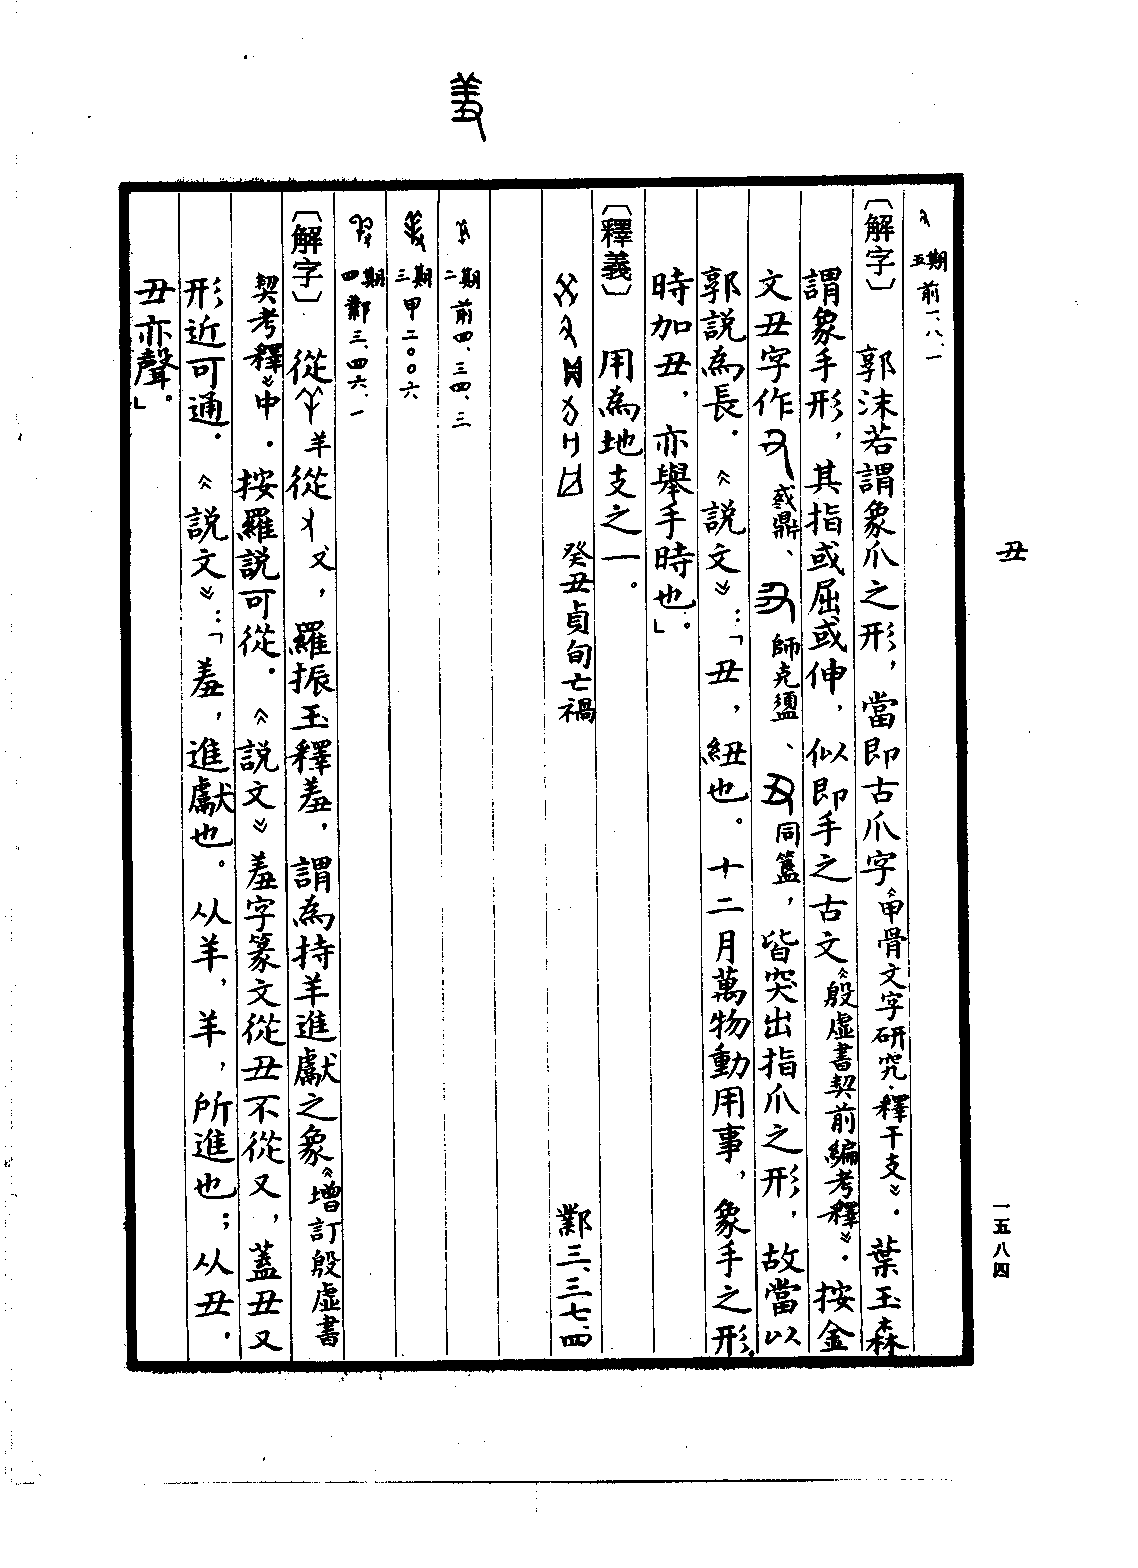 丑
一五八四
五期 前一、八、一
〔解字〕 郭沫若謂象爪之形，當即古爪字《甲骨文字研究·釋干支》。葉玉森
謂象手形，其指或屈或伸，似即手之古文《殷虛書契前編考釋》。按金
文丑字作 鼎、 師克盨、 同簋，皆突出指爪之形，故當以
郭説為長。《説文》：「丑，紐也。十二月萬物動用事，象手之形，
時加丑，亦舉手時也。」
〔釋義〕 用為地支之一。
癸丑貞旬亡禍 鄴三、三七、四
二期 前四、三四、三
三期 甲二〇〇六
四期 鄴三、四六、一
〔解字〕 從羊從又，羅振玉釋羞，謂為持羊進獻之象《增訂殷虛書
契考釋》中。按羅説可從。《説文》羞字篆文從丑不從又，蓋丑又
形近可通。《説文》：「羞，進獻也。从羊，羊，所進也；从丑，
丑亦聲。」